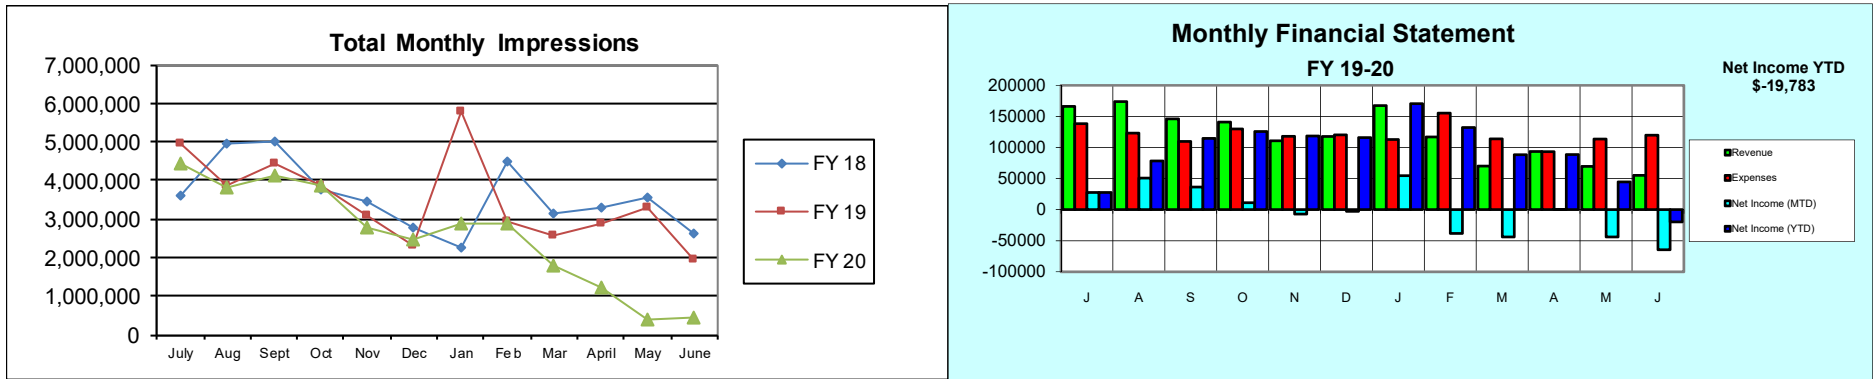 Total Monthly Impressions
7,000,000
6,000,000
5,000,000
4,000,000
3,000,000
2,000,000
1,000,000
0
July Aug Sept Oct Nov Dec Jan Feb Mar April May June
FY 18
FY 19
FY 20
Monthly Financial Statement
FY 19-20
Net Income YTD
$-19,783
200000
150000
100000
50000
0
-50000
-100000
J A S O N D J F M A M J
Revenue
Expenses
Net Income (MTD)
Net Income (YTD)